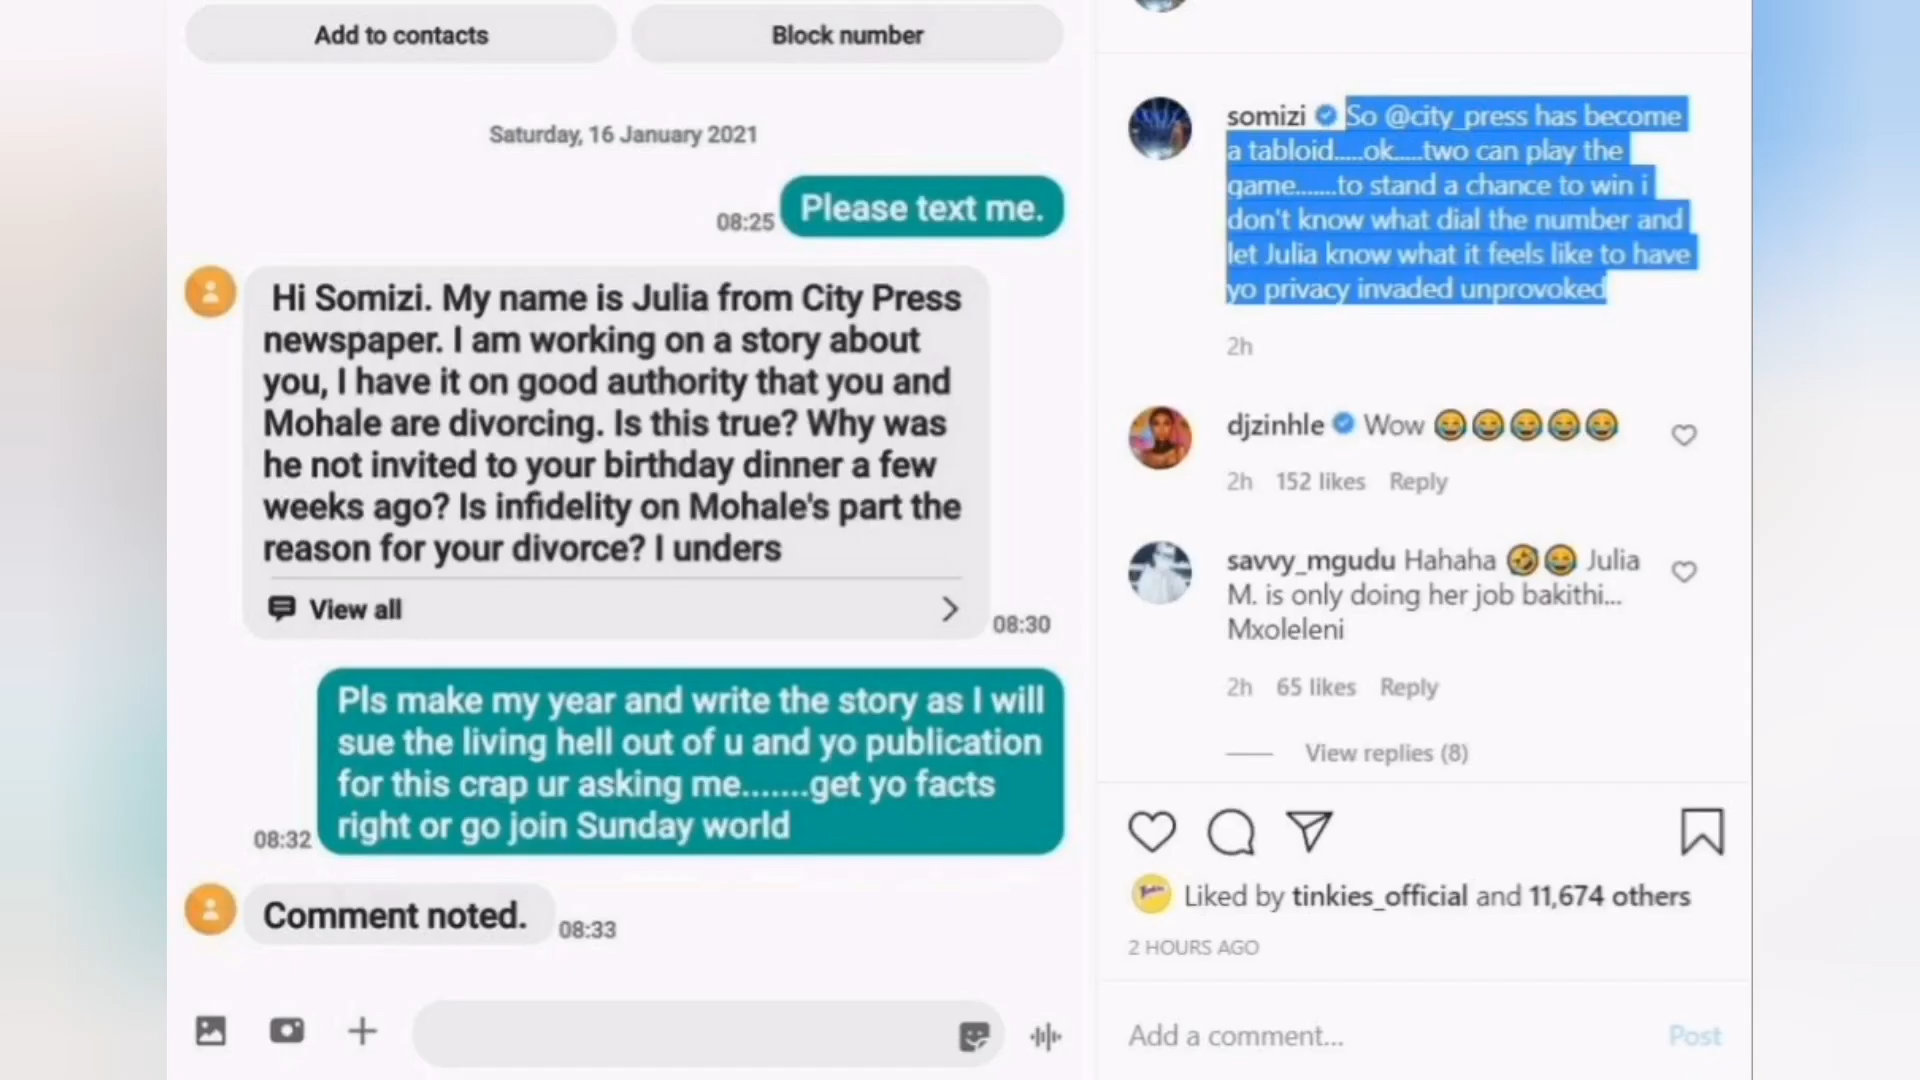 Add to contacts
Block number
Saturday, 16 January 2021
Please text me.
08:25
Hi Somizi. My name is Julia from City Press
newspaper. I am working on a story about
you, I have it on good authority that you and
Mohale are divorcing. Is this true? Why was
he not invited to your birthday dinner a few
weeks ago? Is infidelity on Mohale's part the
reason for your divorce? I unders
View all
08:30
Pls make my year and write the story as I will
sue the living hell out of u and yo publication
for this crap ur asking me.......get yo facts
right or go join Sunday world
08:32
Comment noted.
08:33
somizi So @city_press has become
a tabloid.....ok.....two can play the
game.......to stand a chance to win i
don't know what dial the number and
let Julia know what it feels like to have
yo privacy invaded unprovoked
2h
djzinhle Wow 😂😂😂😂😂
2h 152 likes Reply
savvy_mgudu Hahaha 🤣😂 Julia
M. is only doing her job bakithi...
Mxoleleni
2h 65 likes Reply
View replies (8)
Liked by tinkies_official and 11,674 others
2 HOURS AGO
Add a comment...
Post